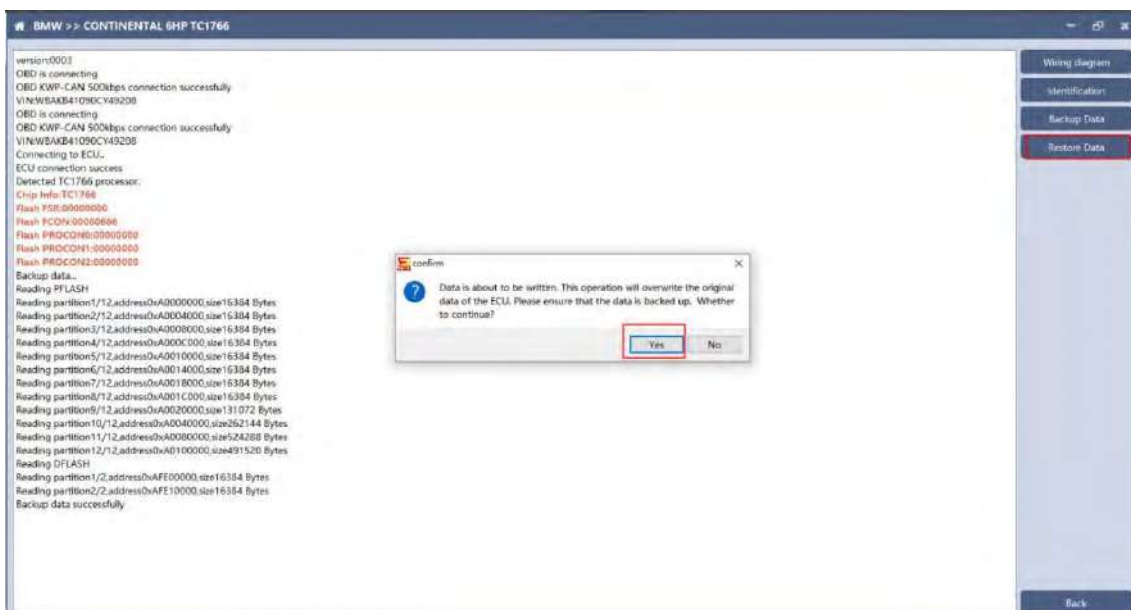 BMW >> CONTINENTAL 6HP TC1766
version:0003
OBD is connecting
OBD KWP-CAN 500kbps connection successfully
VIN:WBAKB41090CY49208
OBD is connecting
OBD KWP-CAN 500kbps connection successfully
VIN:WBAKB41090CY49208
Connecting to ECU..
ECU connection success
Detected TC1766 processor.
Chip Info:TC1766
Flash FSR:00000000
Flash FCON:00000666
Flash PROCON0:00000000
Flash PROCON1:00000000
Flash PROCON2:00000000
Backup data...
Reading PFLASH
Reading partition1/12,address0xA0000000,size16384 Bytes
Reading partition2/12,address0xA0004000,size16384 Bytes
Reading partition3/12,address0xA0008000,size16384 Bytes
Reading partition4/12,address0xA000C000,size16384 Bytes
Reading partition5/12,address0xA0010000,size16384 Bytes
Reading partition6/12,address0xA0014000,size16384 Bytes
Reading partition7/12,address0xA0018000,size16384 Bytes
Reading partition8/12,address0xA001C000,size16384 Bytes
Reading partition9/12,address0xA0020000,size131072 Bytes
Reading partition10/12,address0xA0040000,size262144 Bytes
Reading partition11/12,address0xA0080000,size524288 Bytes
Reading partition12/12,address0xA0100000,size491520 Bytes
Reading DFLASH
Reading partition1/2,address0xAFE00000,size16384 Bytes
Reading partition2/2,address0xAFE10000,size16384 Bytes
Backup data successfully
confirm
Data is about to be written. This operation will overwrite the original
data of the ECU. Please ensure that the data is backed up. Whether
to continue?
Yes
No
Wiring diagram
Identification
Backup Data
Restore Data
Back